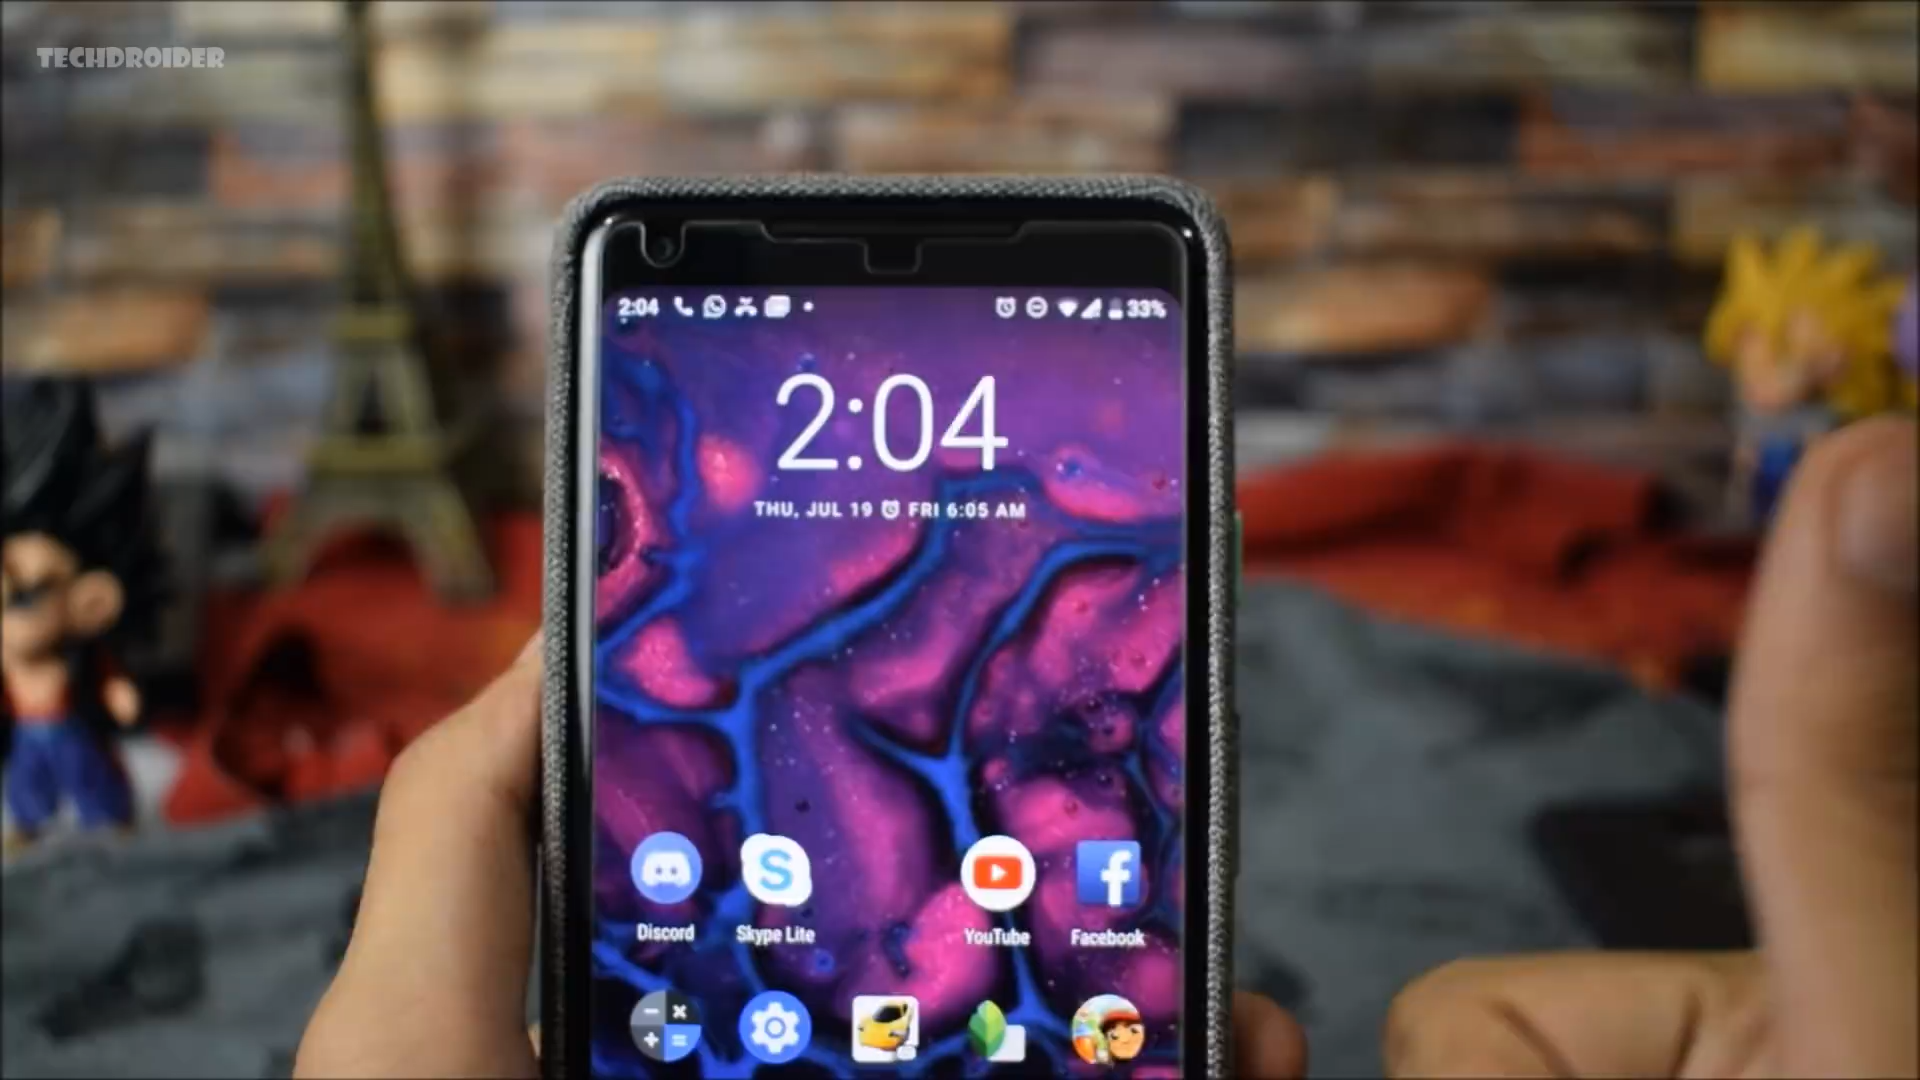 TECHDROIDER
2:04 33%
2:04
THU, JUL 19 FRI 6:05 AM
Discord Skype Lite YouTube Facebook